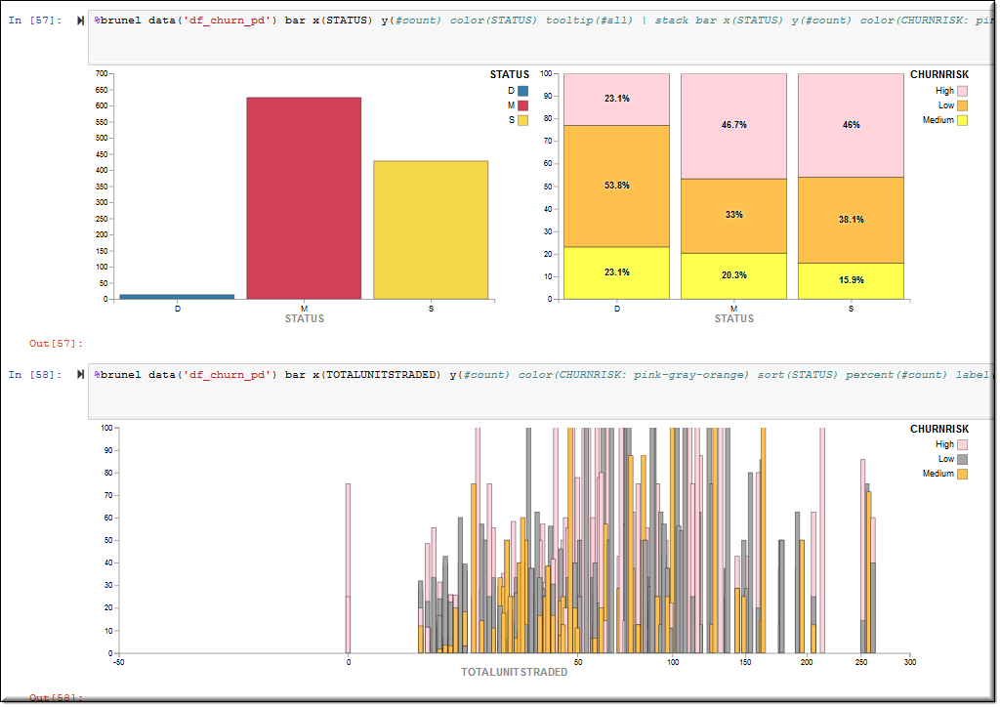 In [57]:
%brunel data('df_churn_pd') bar x(STATUS) y(#count) color(STATUS) tooltip(#all) | stack bar x(STATUS) y(#count) color(CHURNRISK: pin
700
650
600
550
500
450
400
350
300
250
200
150
100
50
0
D
M
S
STATUS
STATUS
D
M
S
100
90
80
70
60
50
40
30
20
10
0
23.1%
53.8%
23.1%
46.7%
33%
20.3%
46%
38.1%
15.9%
D
M
S
STATUS
CHURNRISK
High
Low
Medium
Out[57]:
In [58]:
%brunel data('df_churn_pd') bar x(TOTALUNITSTRADED) y(#count) color(CHURNRISK: pink-gray-orange) sort(STATUS) percent(#count) label
100
90
80
70
60
50
40
30
20
10
0
-50
0
50
100
150
200
250
300
TOTALUNITSTRADED
CHURNRISK
High
Low
Medium
Out[58]: